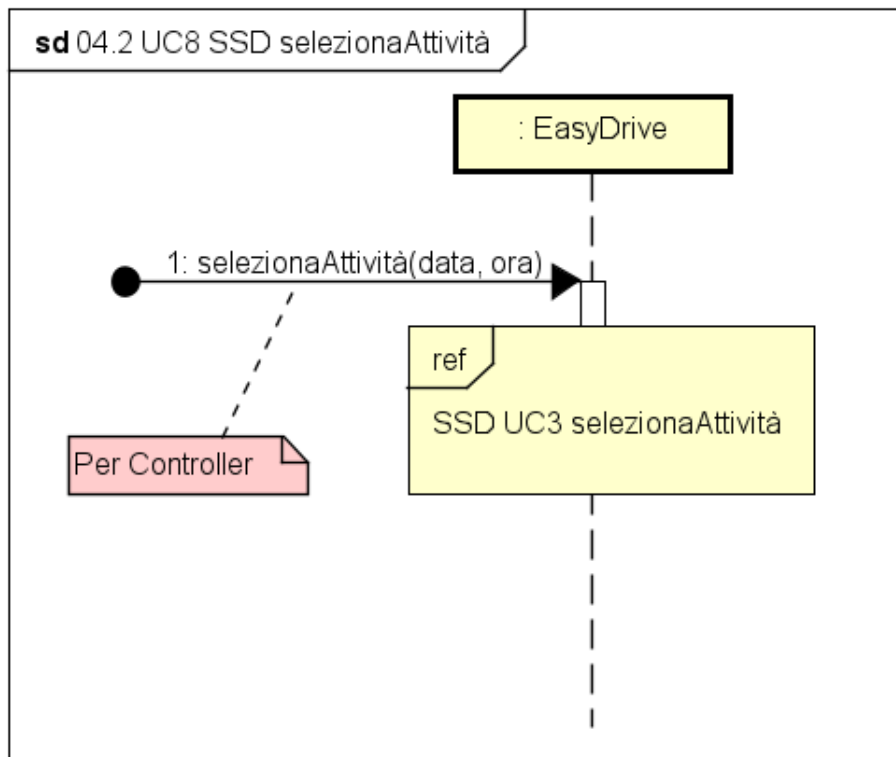 sd 04.2 UC8 SSD selezionaAttività
: EasyDrive
1: selezionaAttività(data, ora)
ref
SSD UC3 selezionaAttività
Per Controller